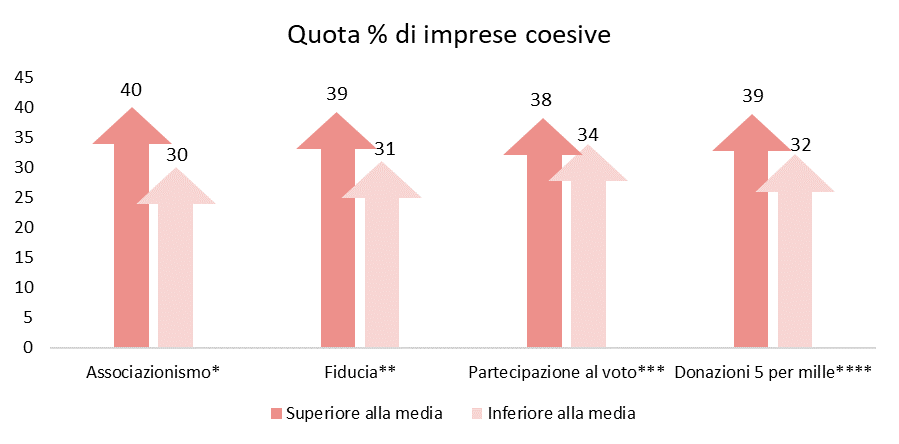 Quota % di imprese coesive
45
40
35
30
25
20
15
10
5
0
40
30
39
31
38
34
39
32
Associazionismo*
Fiducia**
Partecipazione al voto***
Donazioni 5 per mille****
Superiore alla media
Inferiore alla media